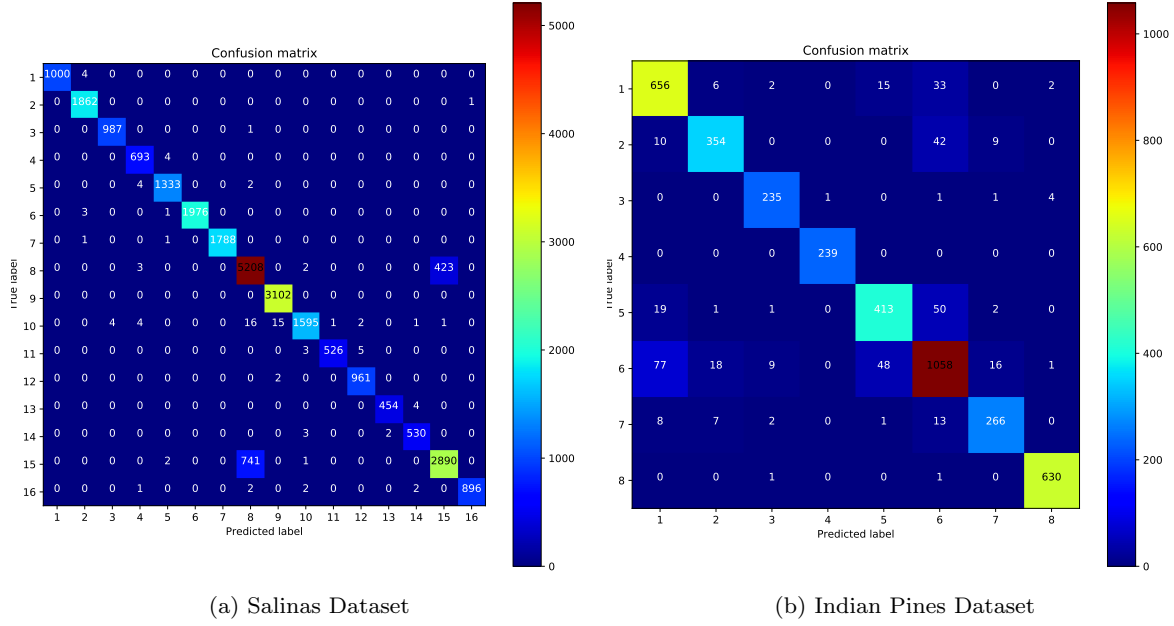 Confusion matrix
1 1000 4 0 0 0 0 0 0 0 0 0 0 0 0 0 0
2 0 1862 0 0 0 0 0 0 0 0 0 0 0 0 0 1
3 0 0 987 0 0 0 0 1 0 0 0 0 0 0 0 0
4 0 0 0 693 4 0 0 0 0 0 0 0 0 0 0 0
5 0 0 0 4 1333 0 0 2 0 0 0 0 0 0 0 0
6 0 3 0 0 1 1976 0 0 0 0 0 0 0 0 0 0
7 0 1 0 0 1 0 1788 0 0 0 0 0 0 0 0 0
8 0 0 0 3 0 0 0 5208 0 2 0 0 0 0 423 0
9 0 0 0 0 0 0 0 0 3102 0 0 0 0 0 0 0
10 0 0 4 4 0 0 0 16 15 1595 1 2 0 1 1 0
11 0 0 0 0 0 0 0 0 0 3 526 5 0 0 0 0
12 0 0 0 0 0 0 0 0 2 0 0 961 0 0 0 0
13 0 0 0 0 0 0 0 0 0 0 0 0 454 4 0 0
14 0 0 0 0 0 0 0 0 0 3 0 0 2 530 0 0
15 0 0 0 0 2 0 0 741 0 1 0 0 0 0 2890 0
16 0 0 0 1 0 0 0 2 0 2 0 0 0 2 0 896
1 2 3 4 5 6 7 8 9 10 11 12 13 14 15 16
Predicted label
True label
5000
4000
3000
2000
1000
0
(a) Salinas Dataset
Confusion matrix
1 656 6 2 0 15 33 0 2
2 10 354 0 0 0 42 9 0
3 0 0 235 1 0 1 1 4
4 0 0 0 239 0 0 0 0
5 19 1 1 0 413 50 2 0
6 77 18 9 0 48 1058 16 1
7 8 7 2 0 1 13 266 0
8 0 0 1 0 0 1 0 630
1 2 3 4 5 6 7 8
Predicted label
True label
1000
800
600
400
200
0
(b) Indian Pines Dataset